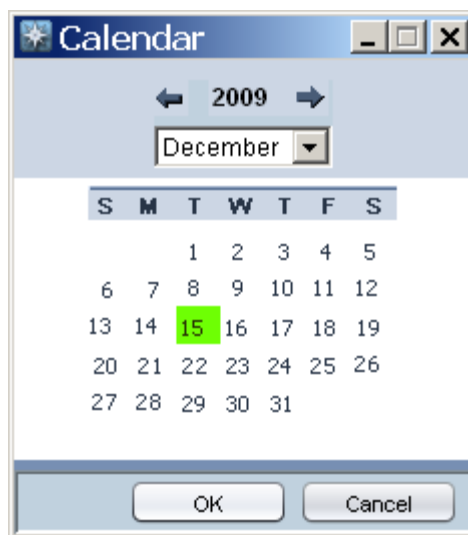 Calendar
2009
December
S M T W T F S
1 2 3 4 5
6 7 8 9 10 11 12
13 14 15 16 17 18 19
20 21 22 23 24 25 26
27 28 29 30 31
OK Cancel